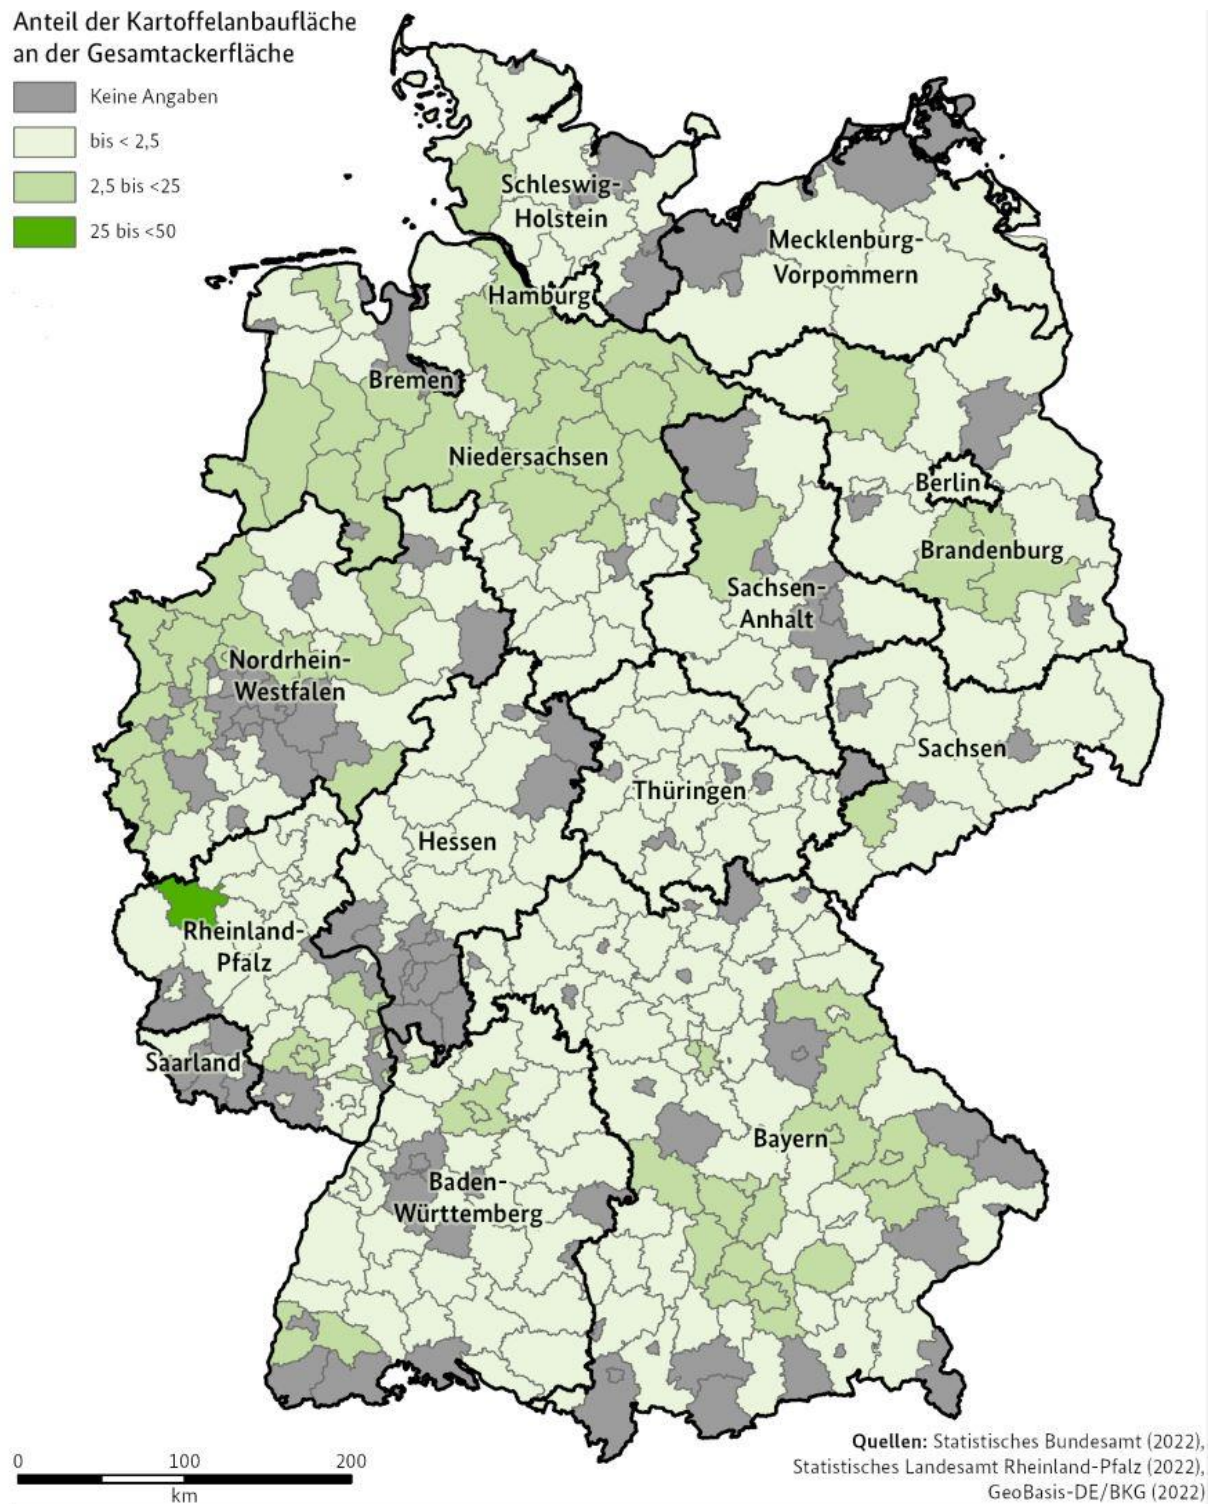 Anteil der Kartoffelanbaufläche
an der Gesamtackerfläche
Keine Angaben
bis < 2,5
2,5 bis <25
25 bis <50
Schleswig-
Holstein
Mecklenburg-
Vorpommern
Hamburg
Bremen
Niedersachsen
Berlin
Brandenburg
Sachsen-
Anhalt
Nordrhein-
Westfalen
Sachsen
Thüringen
Hessen
Rheinland-
Pfalz
Saarland
Bayern
Baden-
Württemberg
0 100 200
km
Quellen: Statistisches Bundesamt (2022),
Statistisches Landesamt Rheinland-Pfalz (2022),
GeoBasis-DE/BKG (2022)